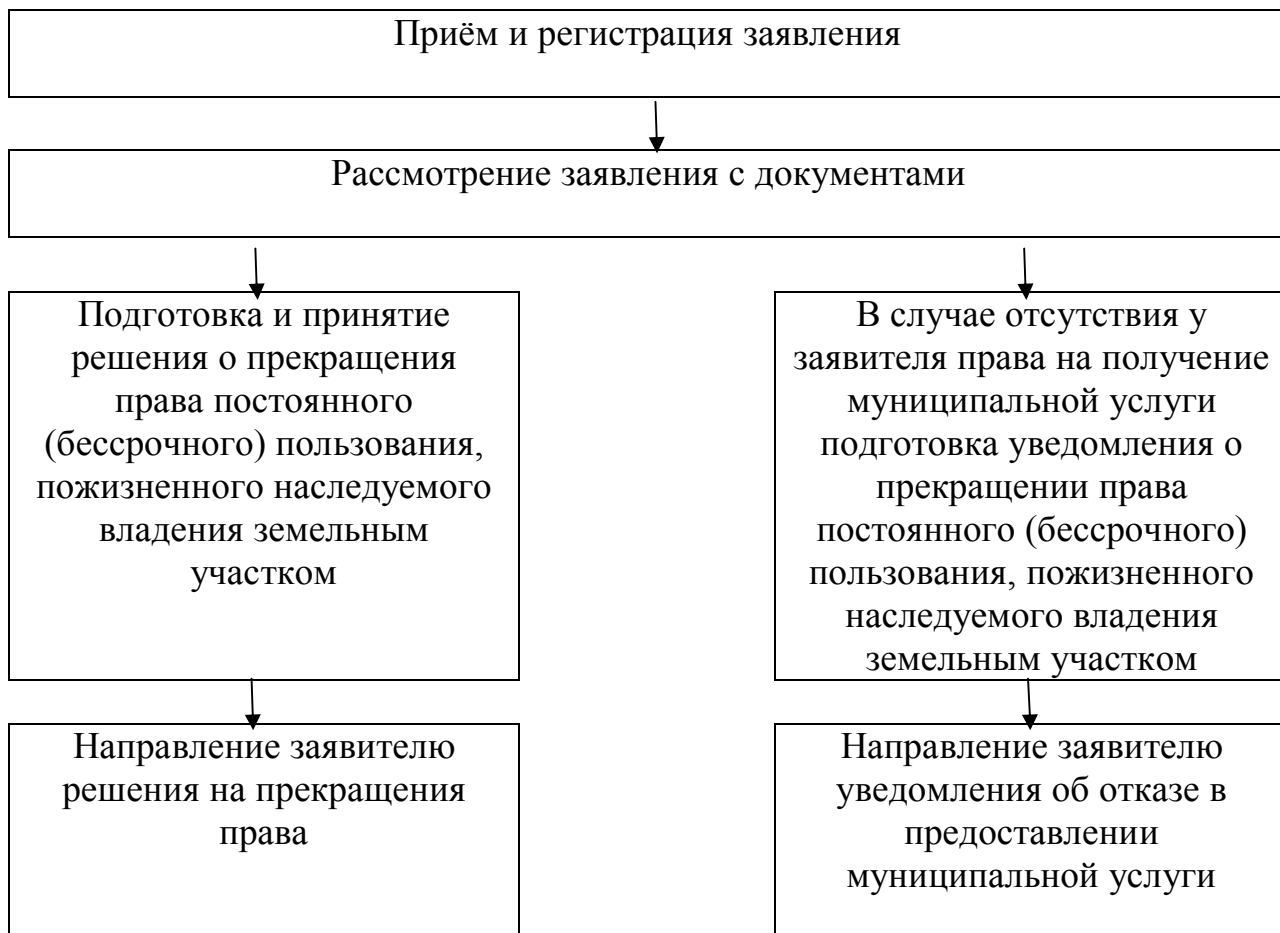 Приём и регистрация заявления
Рассмотрение заявления с документами
Подготовка и принятие
решения о прекращения
права постоянного
(бессрочного) пользования,
пожизненного наследуемого
владения земельным
участком
В случае отсутствия у
заявителя права на получение
муниципальной услуги
подготовка уведомления о
прекращении права
постоянного (бессрочного)
пользования, пожизненного
наследуемого владения
земельным участком
Направление заявителю
решения на прекращения
права
Направление заявителю
уведомления об отказе в
предоставлении
муниципальной услуги